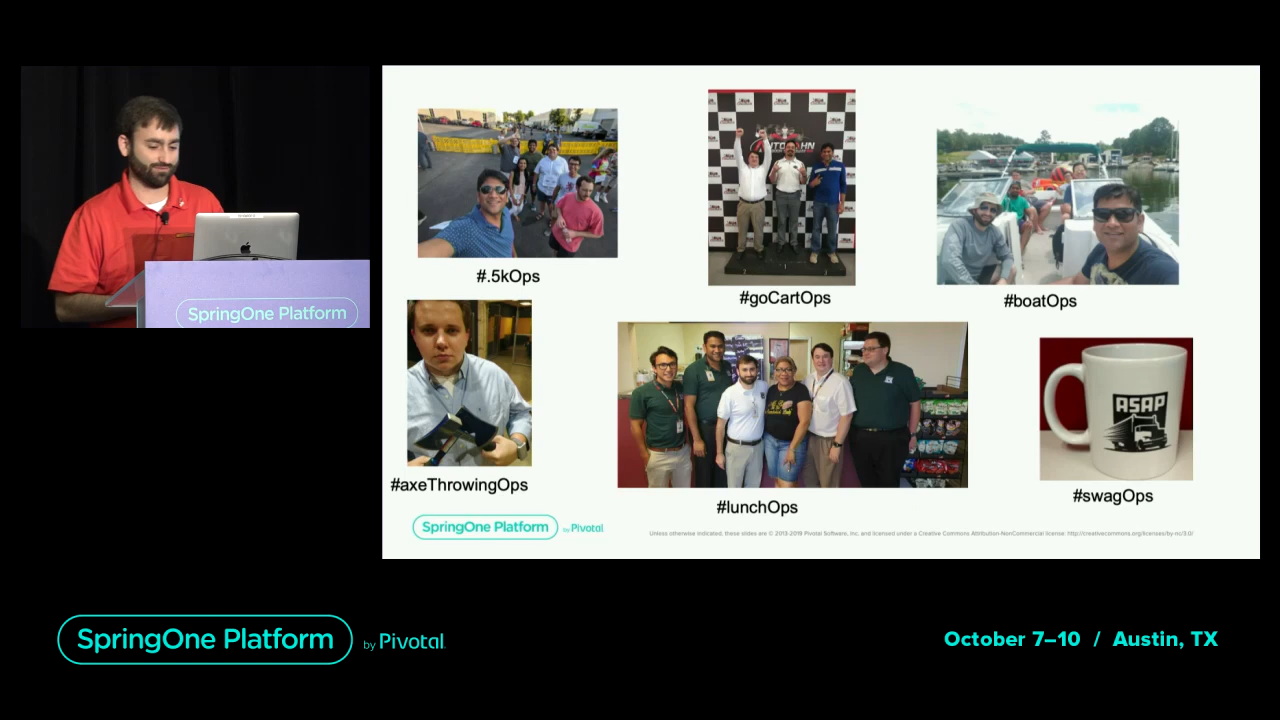 SpringOne Platform
#.5kOps
#goCartOps
#boatOps
#axeThrowingOps
#lunchOps
ASAP
#swagOps
SpringOne Platform by Pivotal
Unless otherwise indicated, these slides are © 2013-2019 Pivotal Software, Inc. and licensed under a Creative Commons Attribution-NonCommercial license: http://creativecommons.org/licenses/by-nc/3.0/
SpringOne Platform by Pivotal
October 7–10 / Austin, TX